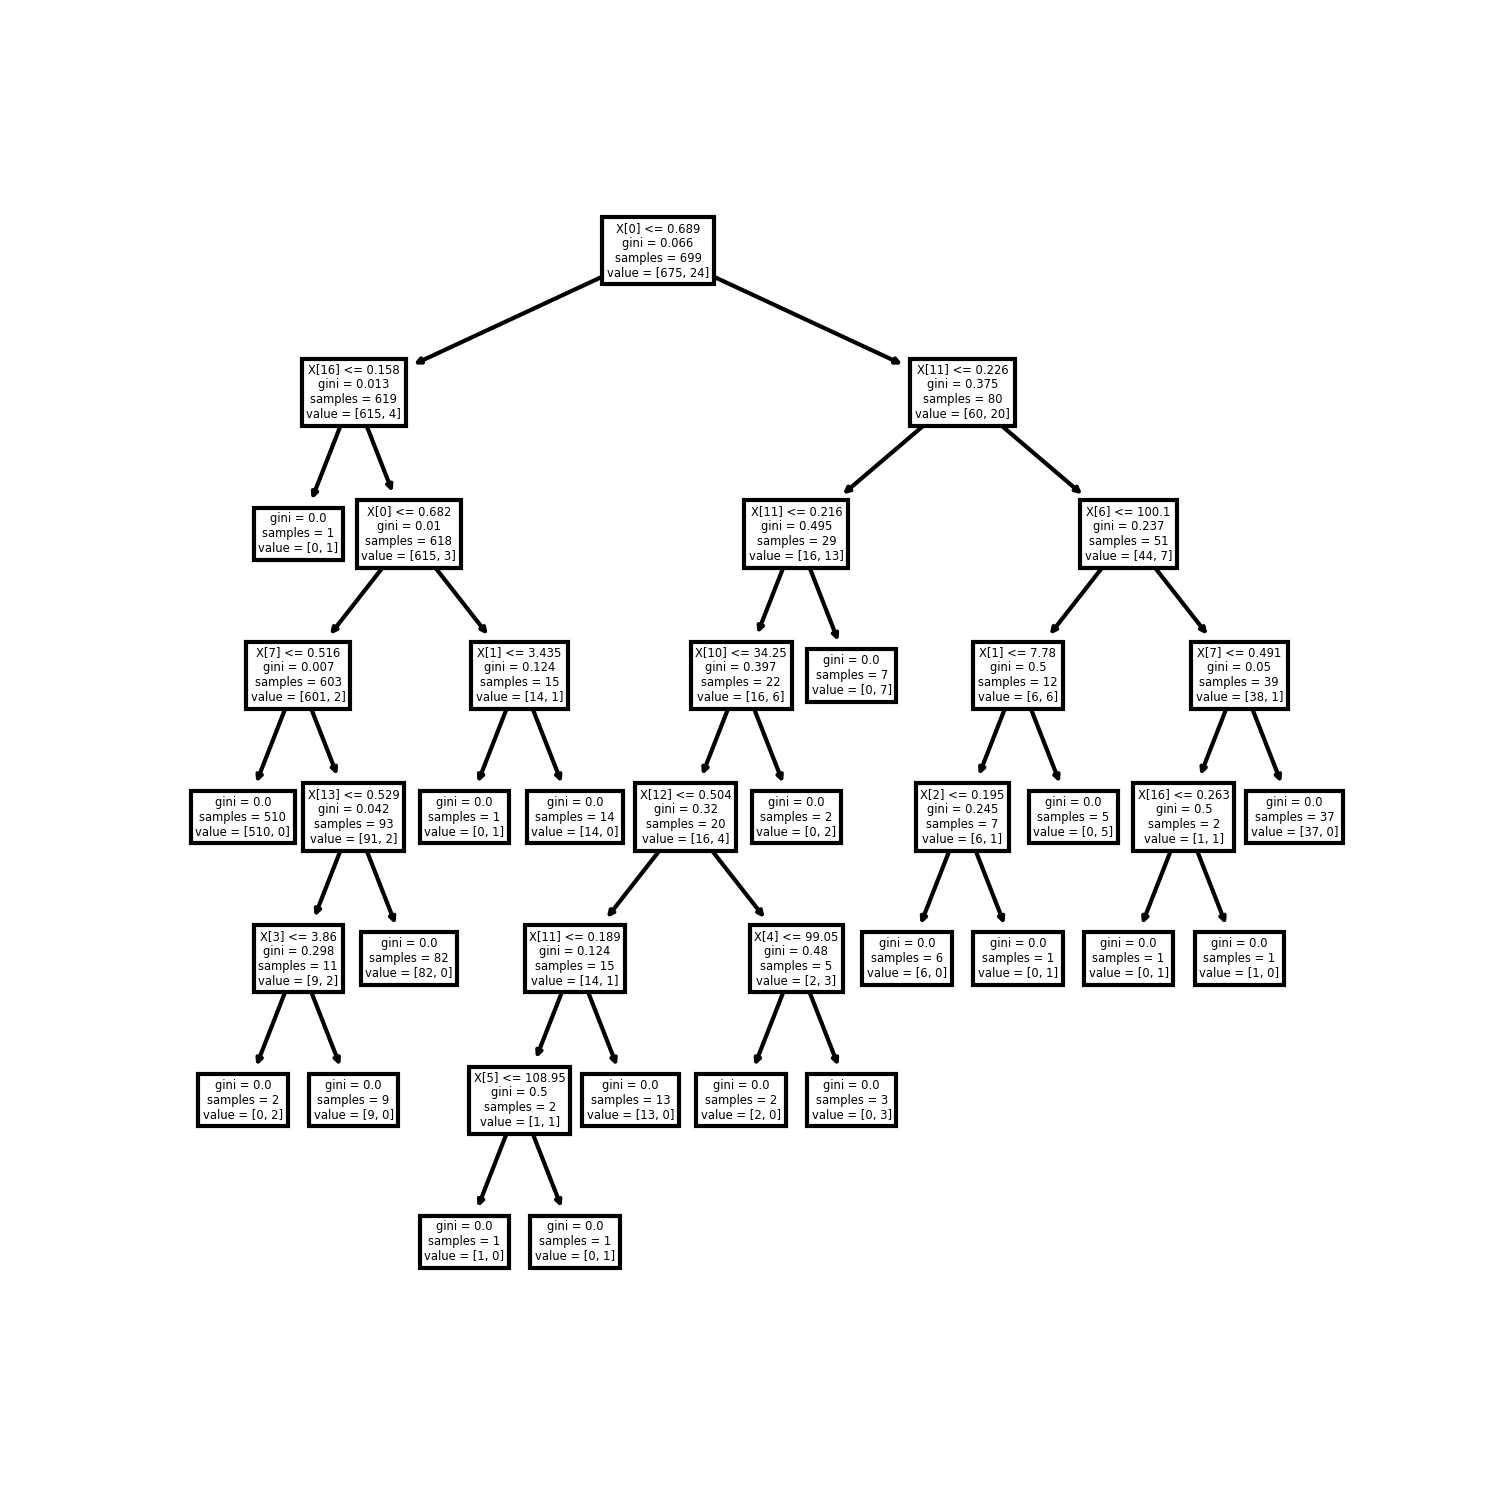 X[0] <= 0.689
gini = 0.066
samples = 699
value = [675, 24]
X[16] <= 0.158
gini = 0.013
samples = 619
value = [615, 4]
X[11] <= 0.226
gini = 0.375
samples = 80
value = [60, 20]
gini = 0.0
samples = 1
value = [0, 1]
X[0] <= 0.682
gini = 0.01
samples = 618
value = [615, 3]
X[11] <= 0.216
gini = 0.495
samples = 29
value = [16, 13]
X[6] <= 100.1
gini = 0.237
samples = 51
value = [44, 7]
X[7] <= 0.516
gini = 0.007
samples = 603
value = [601, 2]
X[1] <= 3.435
gini = 0.124
samples = 15
value = [14, 1]
X[10] <= 34.25
gini = 0.397
samples = 22
value = [16, 6]
gini = 0.0
samples = 7
value = [0, 7]
X[1] <= 7.78
gini = 0.5
samples = 12
value = [6, 6]
X[7] <= 0.491
gini = 0.05
samples = 39
value = [38, 1]
gini = 0.0
samples = 510
value = [510, 0]
X[13] <= 0.529
gini = 0.042
samples = 93
value = [91, 2]
gini = 0.0
samples = 1
value = [0, 1]
gini = 0.0
samples = 14
value = [14, 0]
X[12] <= 0.504
gini = 0.32
samples = 20
value = [16, 4]
gini = 0.0
samples = 2
value = [0, 2]
X[2] <= 0.195
gini = 0.245
samples = 7
value = [6, 1]
gini = 0.0
samples = 5
value = [0, 5]
X[16] <= 0.263
gini = 0.5
samples = 2
value = [1, 1]
gini = 0.0
samples = 37
value = [37, 0]
X[3] <= 3.86
gini = 0.298
samples = 11
value = [9, 2]
gini = 0.0
samples = 82
value = [82, 0]
X[11] <= 0.189
gini = 0.124
samples = 15
value = [14, 1]
X[4] <= 99.05
gini = 0.48
samples = 5
value = [2, 3]
gini = 0.0
samples = 6
value = [6, 0]
gini = 0.0
samples = 1
value = [0, 1]
gini = 0.0
samples = 1
value = [0, 1]
gini = 0.0
samples = 1
value = [1, 0]
gini = 0.0
samples = 2
value = [0, 2]
gini = 0.0
samples = 9
value = [9, 0]
X[5] <= 108.95
gini = 0.5
samples = 2
value = [1, 1]
gini = 0.0
samples = 13
value = [13, 0]
gini = 0.0
samples = 2
value = [2, 0]
gini = 0.0
samples = 3
value = [0, 3]
gini = 0.0
samples = 1
value = [1, 0]
gini = 0.0
samples = 1
value = [0, 1]